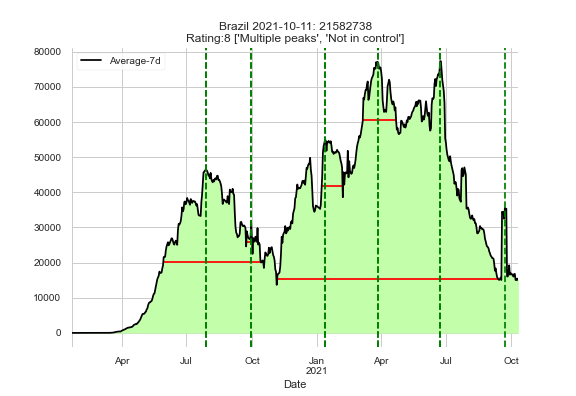 Brazil 2021-10-11: 21582738
Rating:8 ['Multiple peaks', 'Not in control']
Average-7d
80000
70000
60000
50000
40000
30000
20000
10000
0
Apr Jul Oct Jan Apr Jul Oct
2021
Date